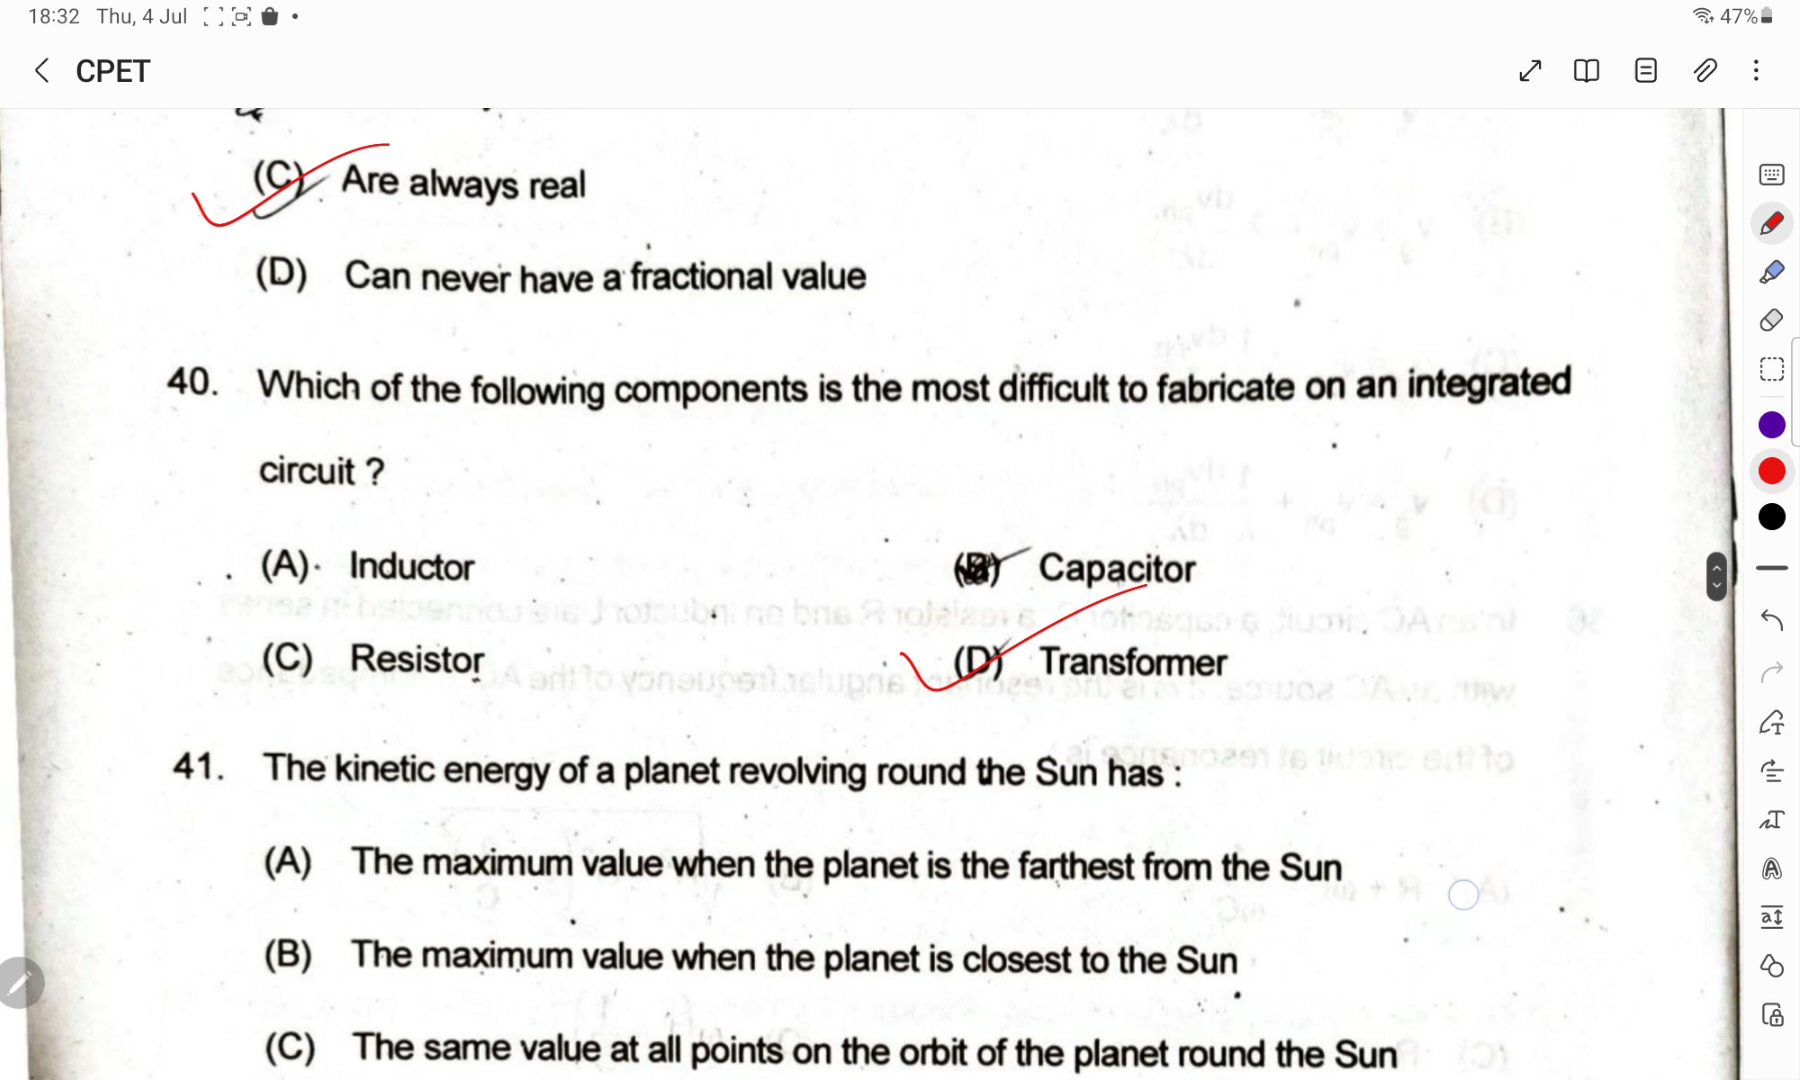 18:32 Thu, 4 Jul
47%
CPET
(C) Are always real
(D) Can never have a fractional value
40. Which of the following components is the most difficult to fabricate on an integrated
circuit ?
(A) Inductor
(B) Capacitor
(C) Resistor
(D) Transformer
41. The kinetic energy of a planet revolving round the Sun has :
(A) The maximum value when the planet is the farthest from the Sun
(B) The maximum value when the planet is closest to the Sun
(C) The same value at all points on the orbit of the planet round the Sun